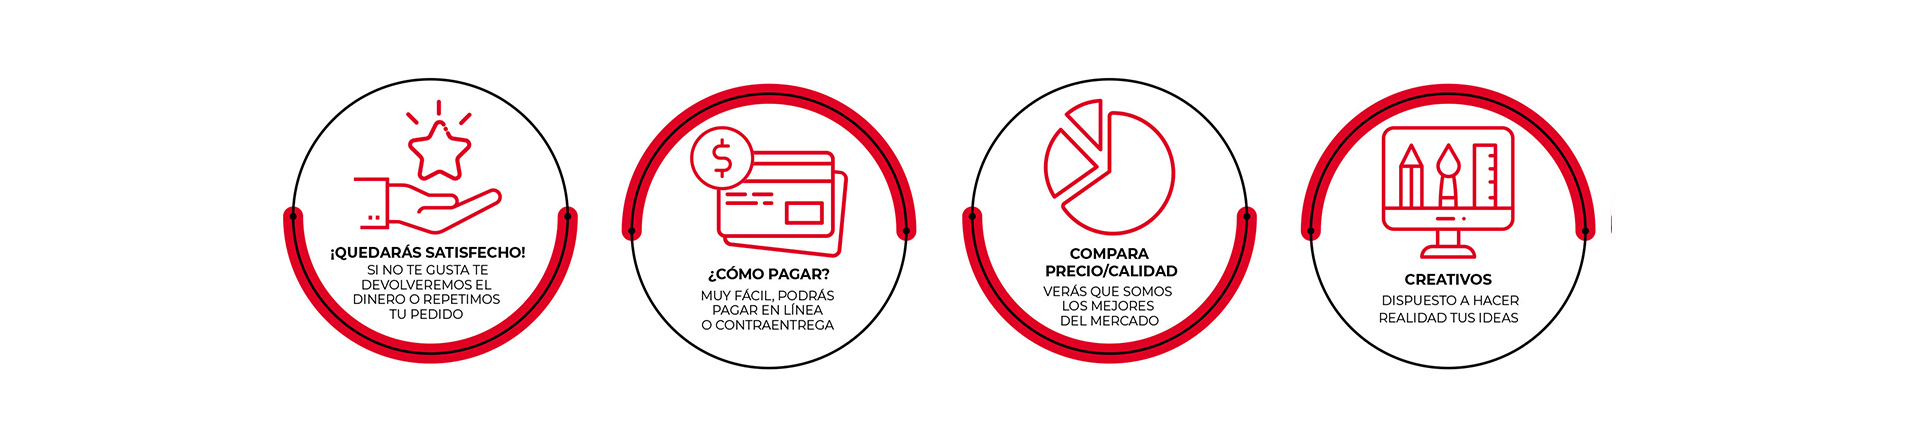 ¡QUEDARÁS SATISFECHO!
SI NO TE GUSTA TE
DEVOLVEREMOS EL
DINERO O REPETIMOS
TU PEDIDO
$
¿CÓMO PAGAR?
MUY FÁCIL, PODRÁS
PAGAR EN LÍNEA
O CONTRAENTREGA
COMPARA
PRECIO/CALIDAD
VERÁS QUE SOMOS
LOS MEJORES
DEL MERCADO
CREATIVOS
DISPUESTO A HACER
REALIDAD TUS IDEAS